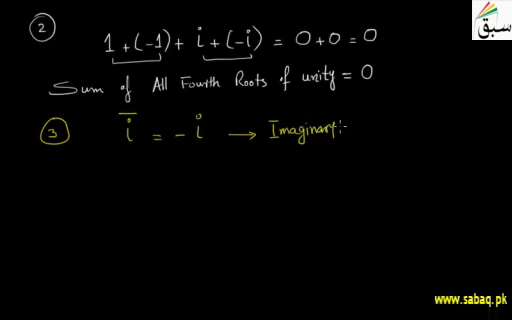 سبق
② 1 + (-1) + i + (-i) = 0 + 0 = 0
Sum of All Fourth Roots of unity = 0
③ i̅ = - i → Imaginart:-
www.sabaq.pk